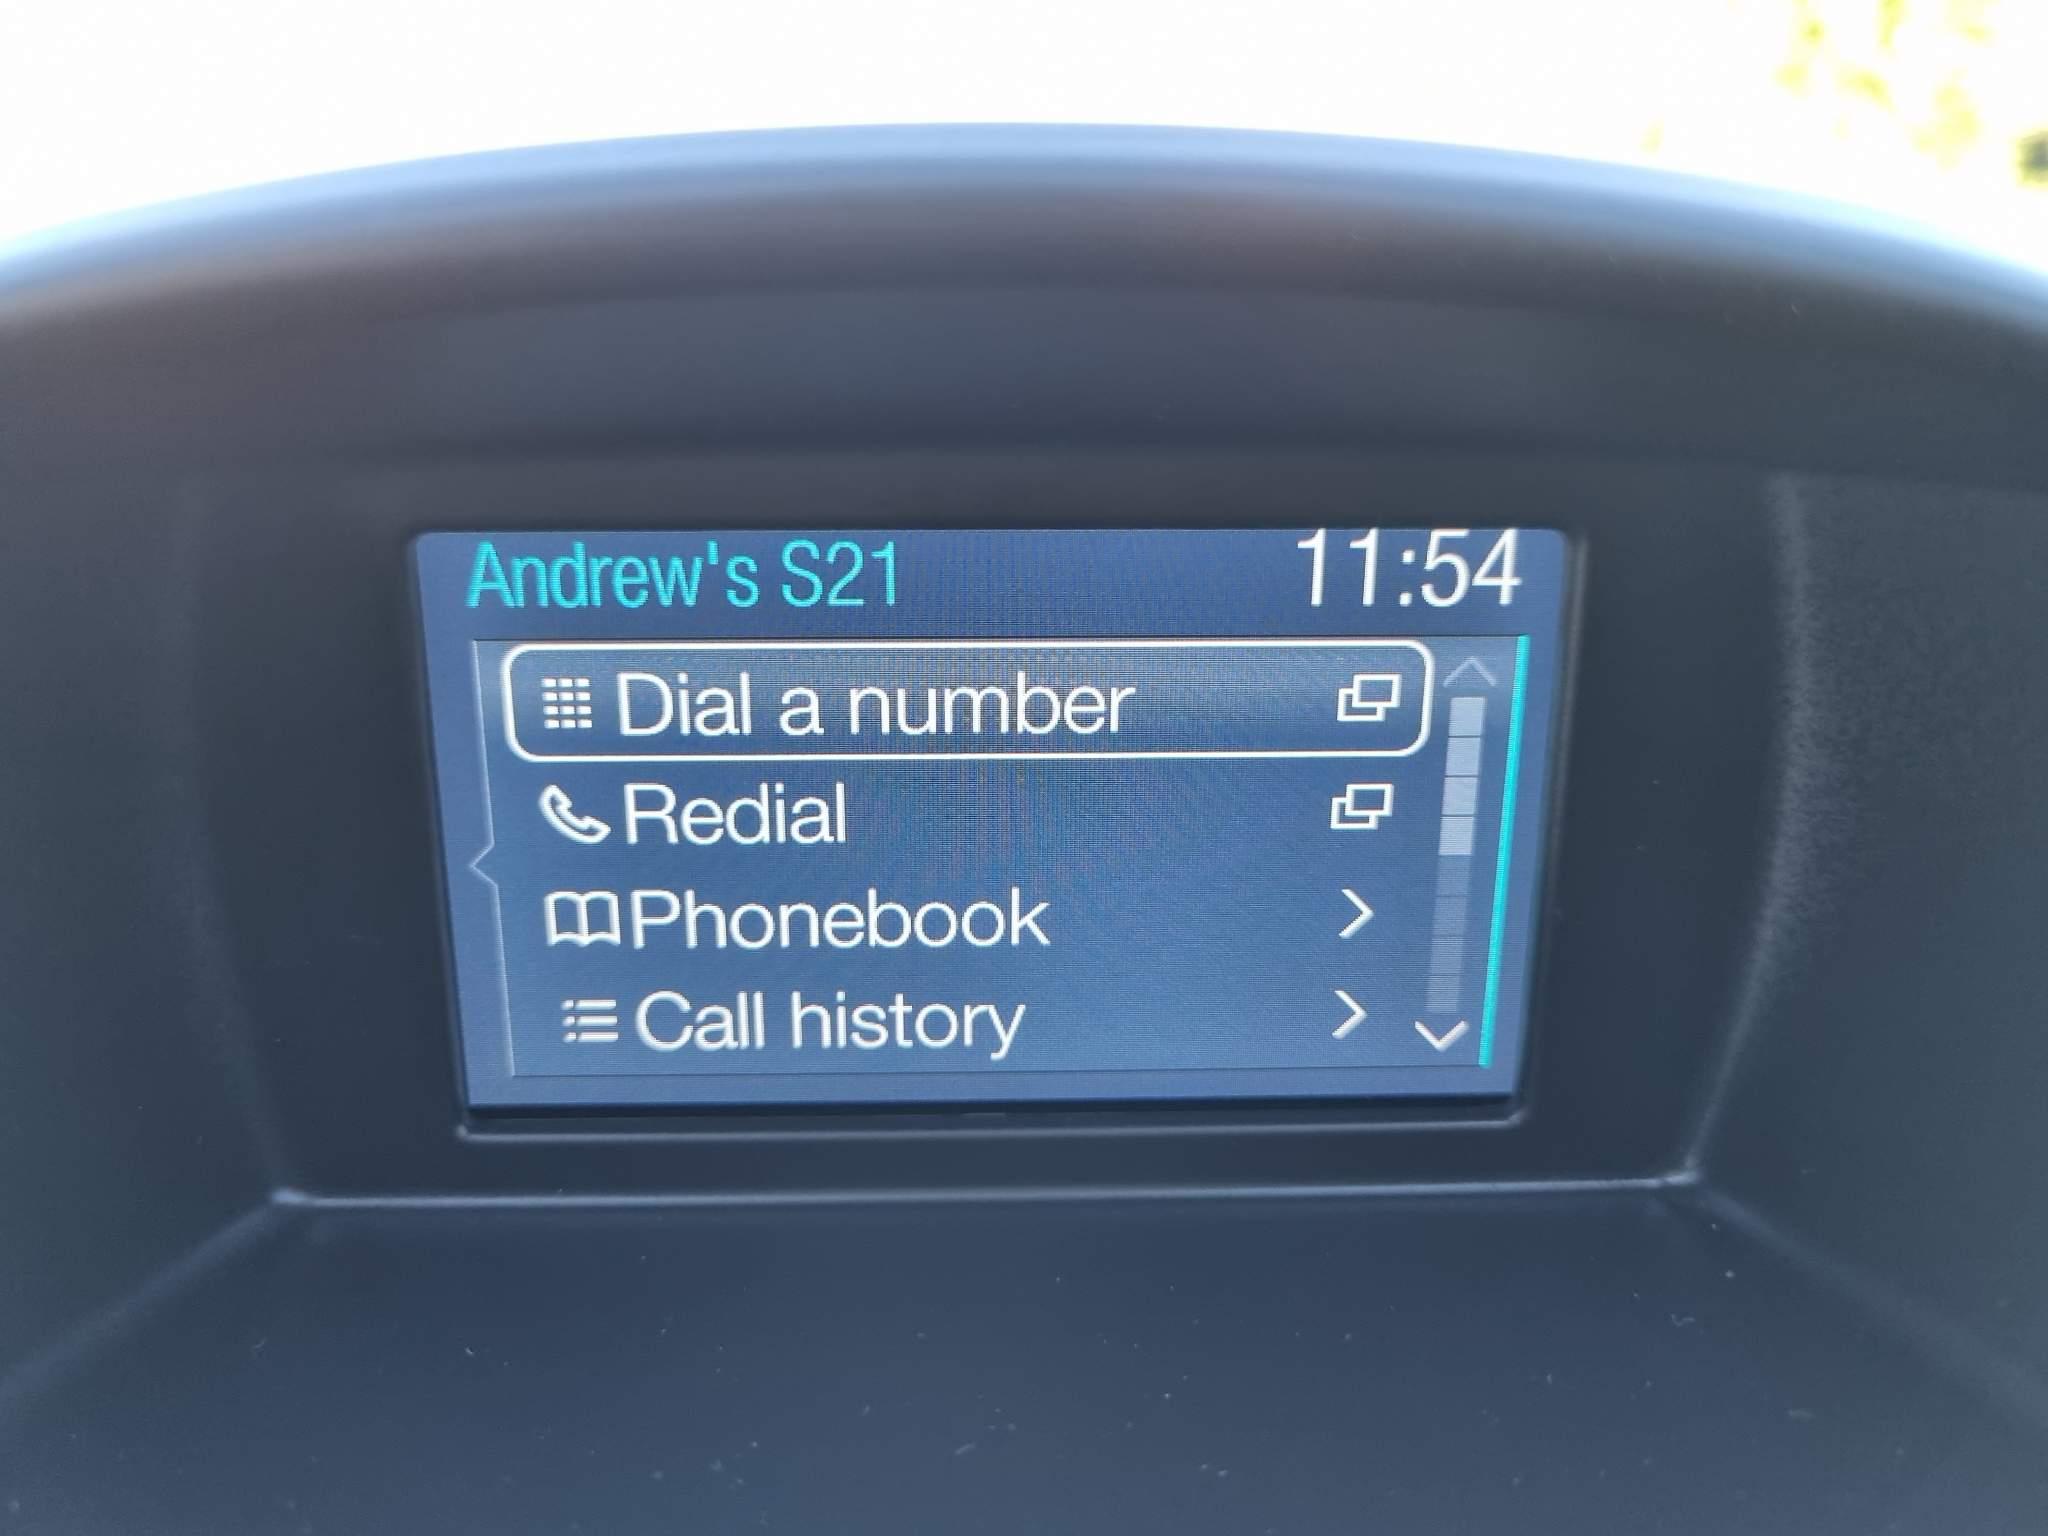 Andrew's S21
11:54
Dial a number
Redial
Phonebook
Call history